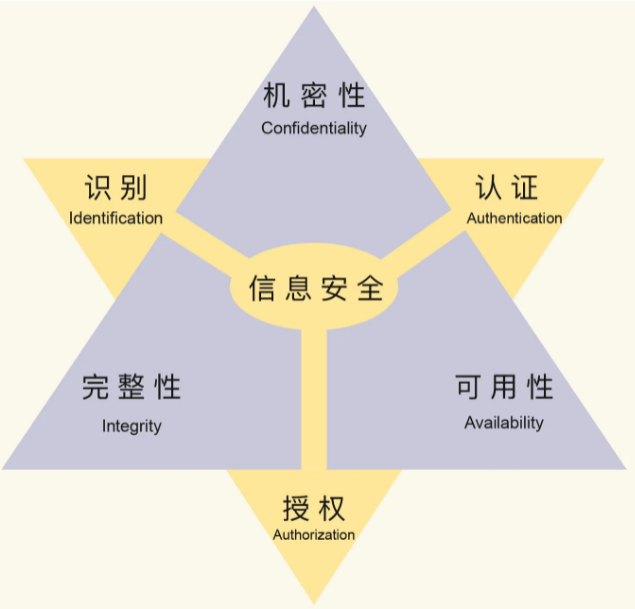 机密性
Confidentiality
识别
Identification
认证
Authentication
信息安全
完整性
Integrity
可用性
Availability
授权
Authorization